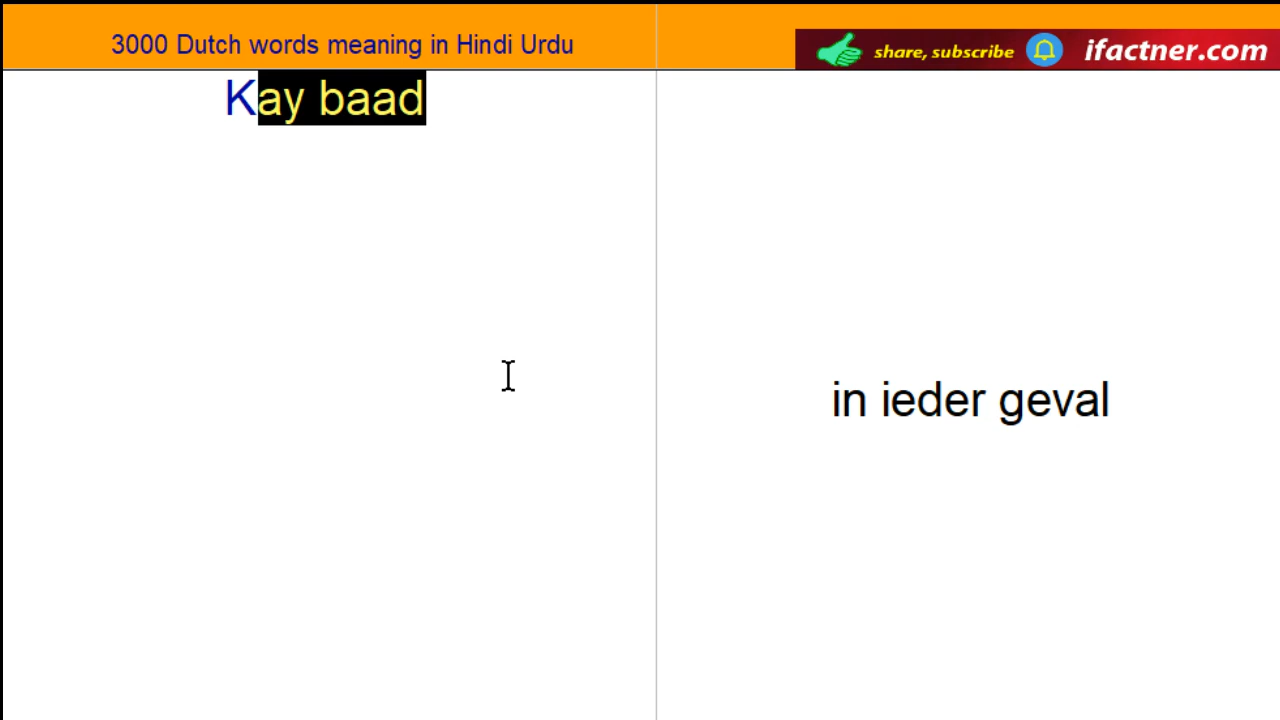 3000 Dutch words meaning in Hindi Urdu
share, subscribe
ifactner.com
Kay baad
in ieder geval